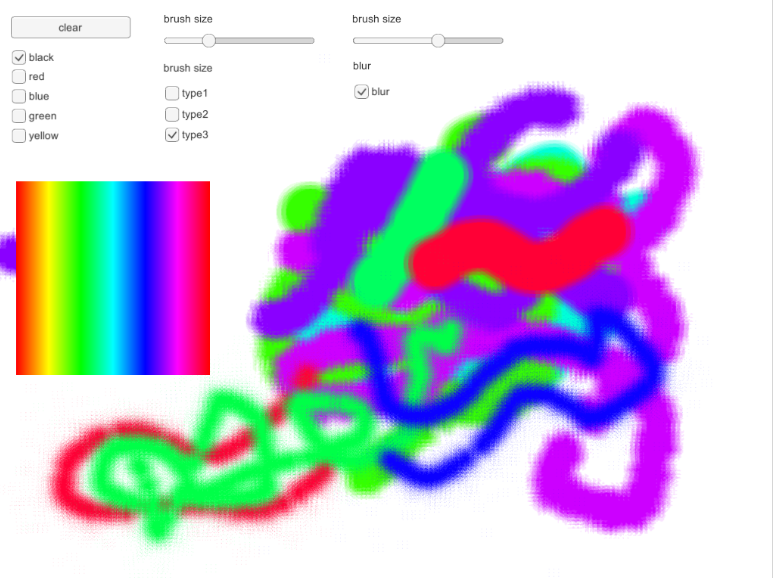 clear
black
red
blue
green
yellow
brush size
brush size
type1
type2
type3
brush size
blur
blur